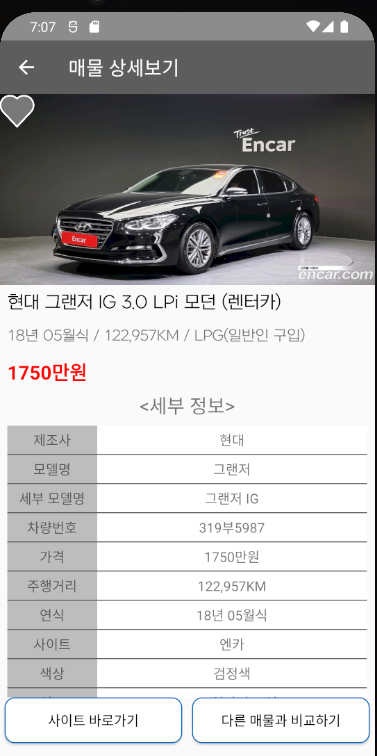 7:07
매물 상세보기
Trust
Encar
Encar
encar.com
현대 그랜저 IG 3.0 LPi 모던 (렌터카)
18년 05월식 / 122,957KM / LPG(일반인 구입)
1750만원
<세부 정보>
제조사 현대
모델명 그랜저
세부 모델명 그랜저 IG
차량번호 319부5987
가격 1750만원
주행거리 122,957KM
연식 18년 05월식
사이트 엔카
색상 검정색
사이트 바로가기
다른 매물과 비교하기